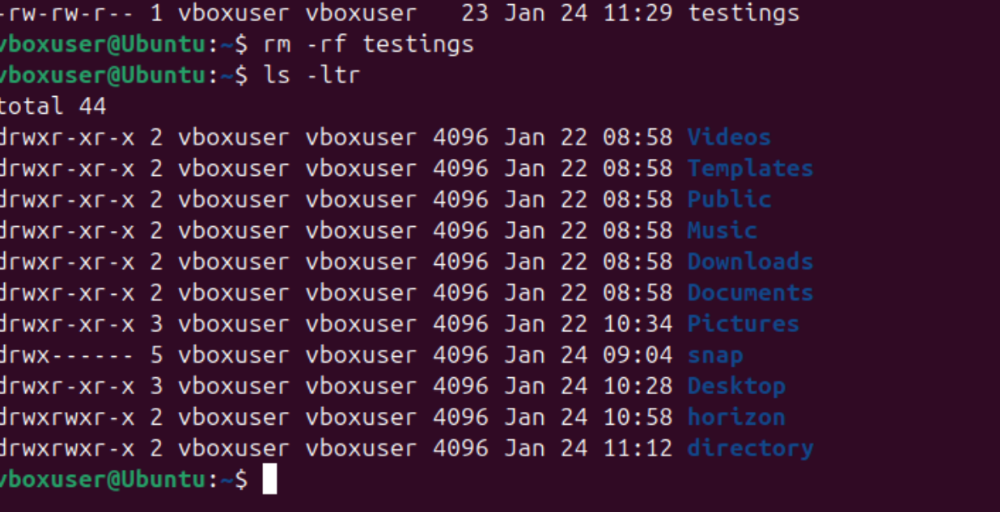 -rw-rw-r-- 1 vboxuser vboxuser   23 Jan 24 11:29 testings
vboxuser@Ubuntu:~$ rm -rf testings
vboxuser@Ubuntu:~$ ls -ltr
total 44
drwxr-xr-x 2 vboxuser vboxuser 4096 Jan 22 08:58 Videos
drwxr-xr-x 2 vboxuser vboxuser 4096 Jan 22 08:58 Templates
drwxr-xr-x 2 vboxuser vboxuser 4096 Jan 22 08:58 Public
drwxr-xr-x 2 vboxuser vboxuser 4096 Jan 22 08:58 Music
drwxr-xr-x 2 vboxuser vboxuser 4096 Jan 22 08:58 Downloads
drwxr-xr-x 2 vboxuser vboxuser 4096 Jan 22 08:58 Documents
drwxr-xr-x 3 vboxuser vboxuser 4096 Jan 22 10:34 Pictures
drwx------ 5 vboxuser vboxuser 4096 Jan 24 09:04 snap
drwxr-xr-x 3 vboxuser vboxuser 4096 Jan 24 10:28 Desktop
drwxrwxr-x 2 vboxuser vboxuser 4096 Jan 24 10:58 horizon
drwxrwxr-x 2 vboxuser vboxuser 4096 Jan 24 11:12 directory
vboxuser@Ubuntu:~$